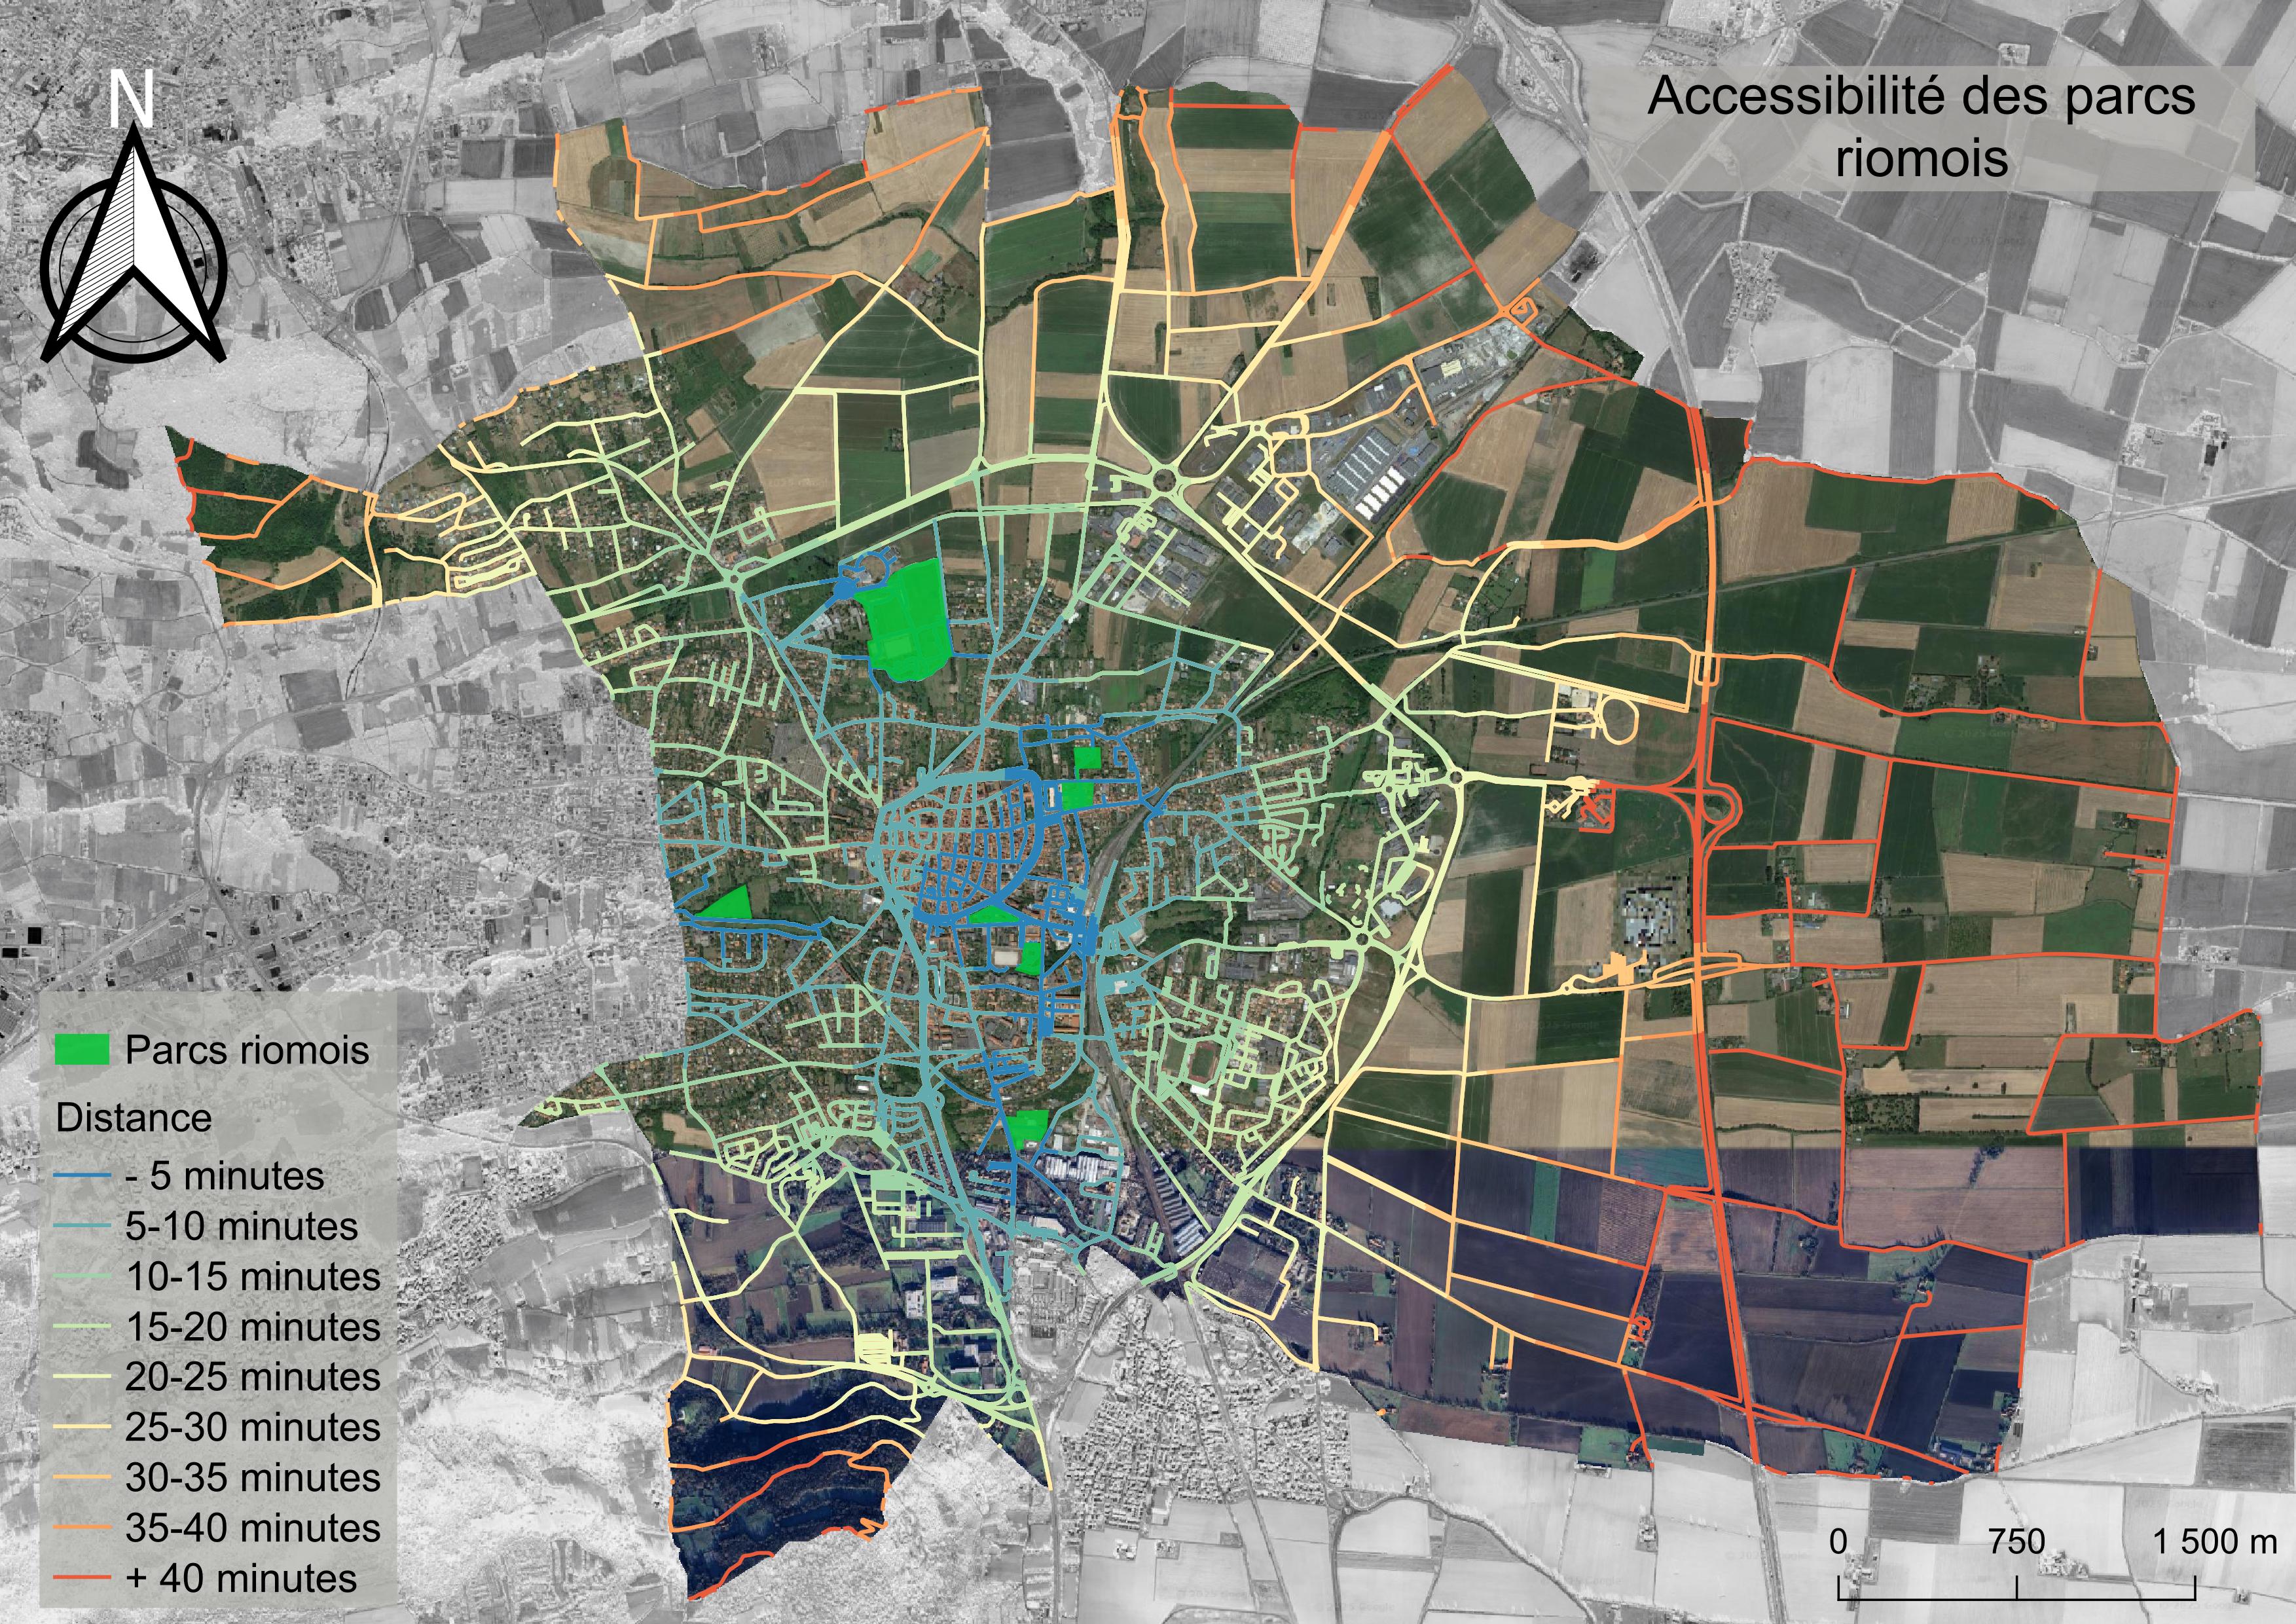 N
Accessibilité des parcs
riomois
Parcs riomois
Distance
- 5 minutes
5-10 minutes
10-15 minutes
15-20 minutes
20-25 minutes
25-30 minutes
30-35 minutes
35-40 minutes
+ 40 minutes
0 750 1 500 m